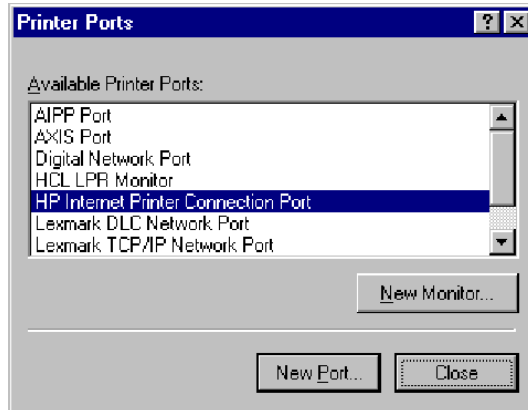 Printer Ports
Available Printer Ports:
AIPP Port
AXIS Port
Digital Network Port
HCL LPR Monitor
HP Internet Printer Connection Port
Lexmark DLC Network Port
Lexmark TCP/IP Network Port
New Monitor...
New Port...
Close